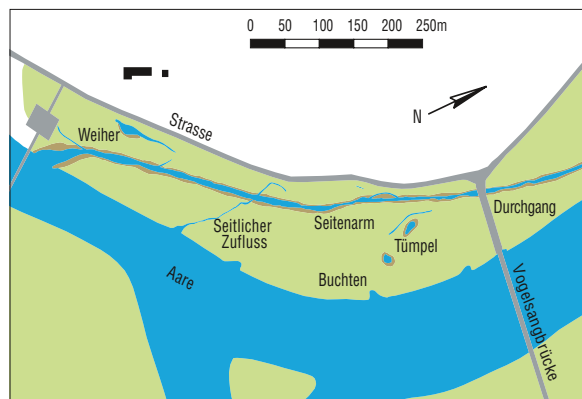 0 50 100 150 200 250m
N
Strasse
Weiher
Seitlicher
Zufluss
Seitenarm
Durchgang
Tümpel
Buchten
Aare
Vogelsangbrücke